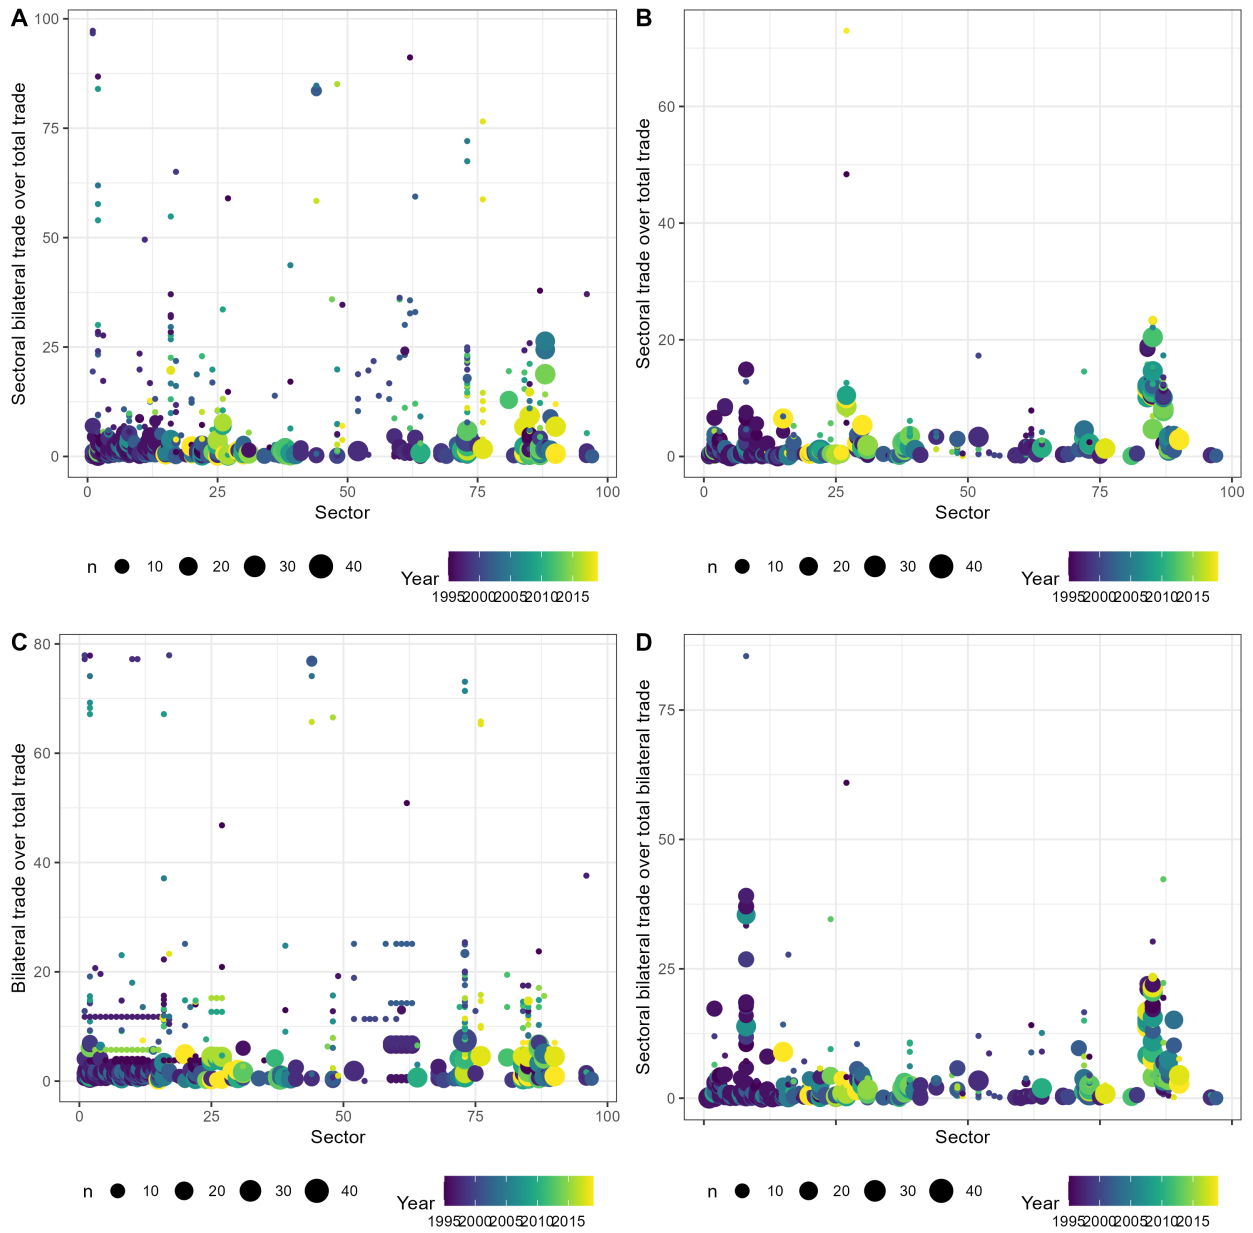 A
Sectoral bilateral trade over total trade
100
75
50
25
0
0 25 50 75 100
Sector
n 10 20 30 40
Year
1995 2000 2005 2010 2015
B
Sectoral trade over total trade
60
40
20
0
0 25 50 75 100
Sector
n 10 20 30 40
Year
1995 2000 2005 2010 2015
C
Bilateral trade over total trade
80
60
40
20
0
0 25 50 75 100
Sector
n 10 20 30 40
Year
1995 2000 2005 2010 2015
D
Sectoral bilateral trade over total bilateral trade
75
50
25
0
Sector
n 10 20 30 40
Year
1995 2000 2005 2010 2015